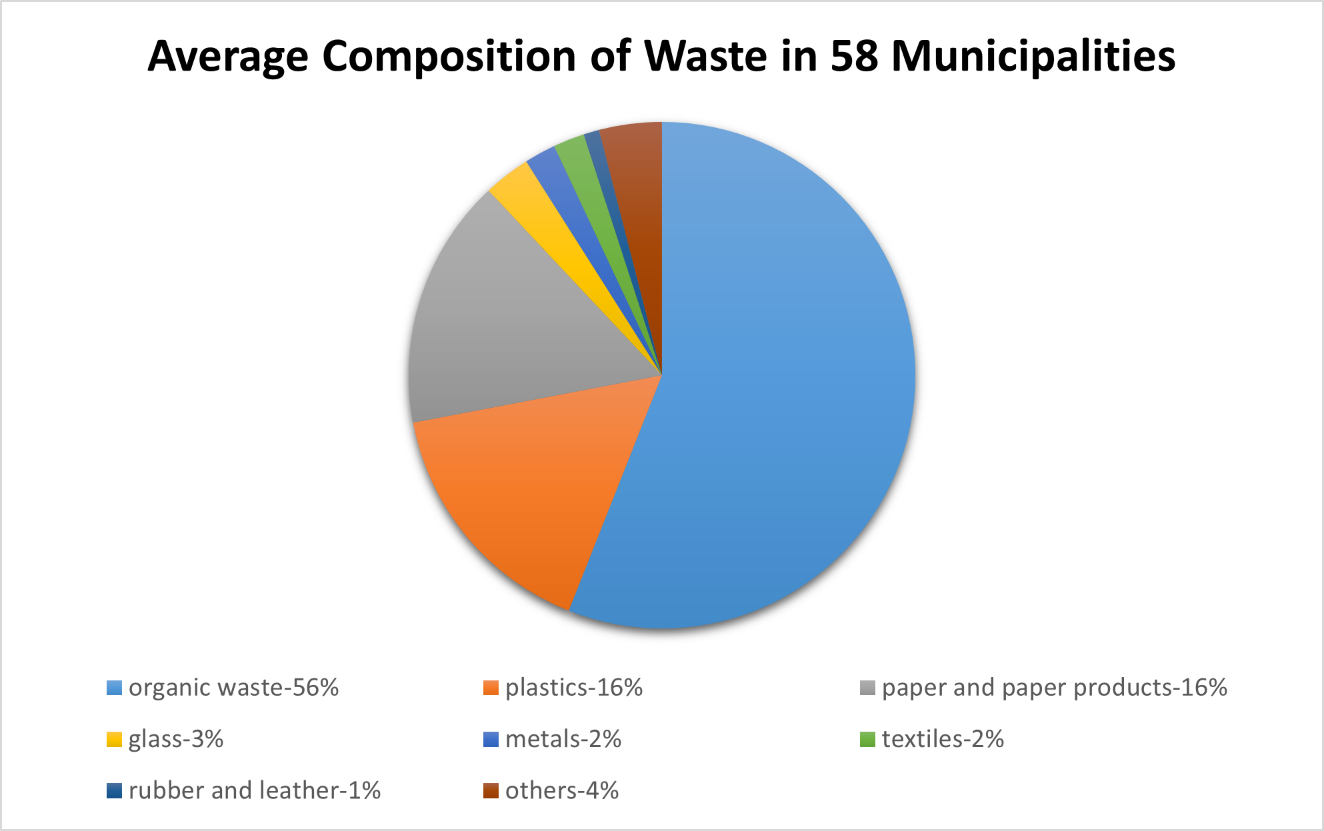 Average Composition of Waste in 58 Municipalities
organic waste-56%
plastics-16%
paper and paper products-16%
glass-3%
metals-2%
textiles-2%
rubber and leather-1%
others-4%